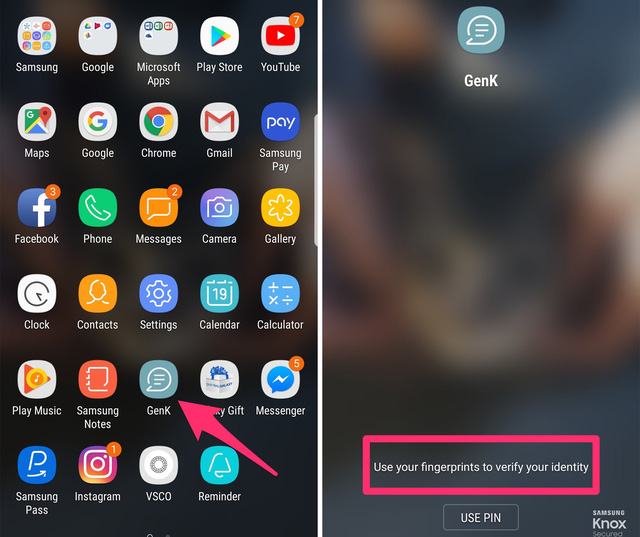 7
Samsung
Google
Microsoft
Apps
Play Store
YouTube
G
pay
Maps
Google
Chrome
Gmail
Samsung
Pay
3
2
Facebook
Phone
Messages
Camera
Gallery
19
Clock
Contacts
Settings
Calendar
Calculator
5
Play Music
Samsung
Notes
GenK
ky Gift
Messenger
1
Samsung
Pass
Instagram
VSCO
Reminder
GenK
Use your fingerprints to verify your identity
USE PIN
SAMSUNG
Knox
Secured